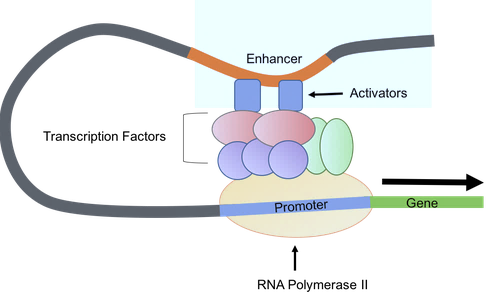 Enhancer
Activators
Transcription Factors
Promoter
Gene
RNA Polymerase II